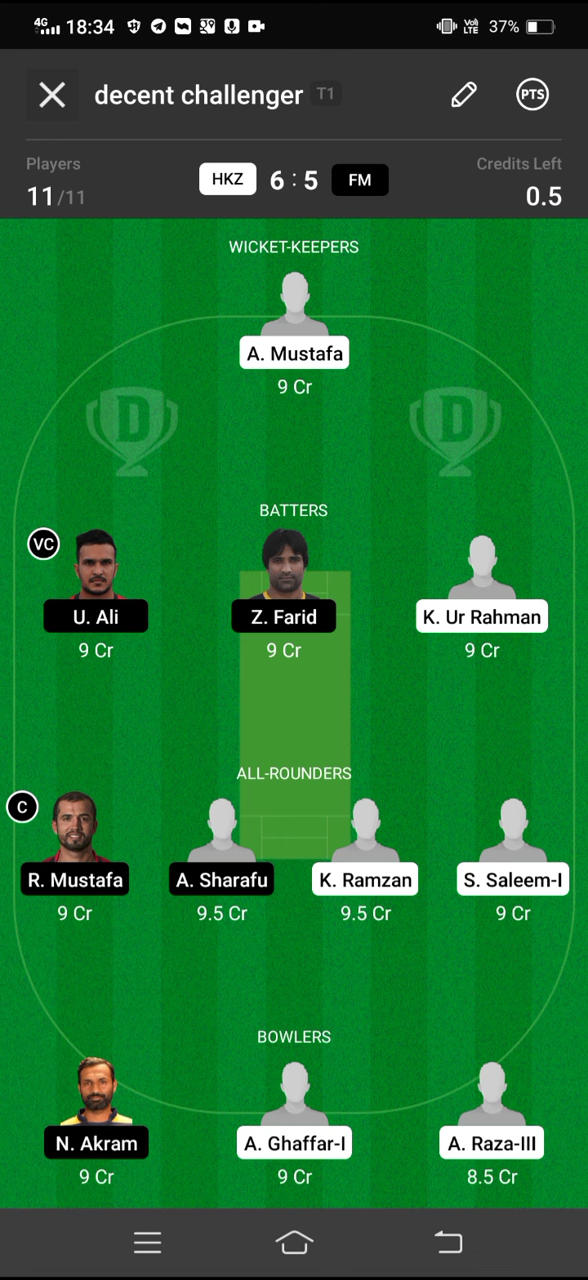 4G 18:34 Vol) LTE 37%
decent challenger T1 PTS
Players Credits Left
11/11 HKZ 6 : 5 FM 0.5
WICKET-KEEPERS
A. Mustafa
9 Cr
D D
BATTERS
VC
U. Ali Z. Farid K. Ur Rahman
9 Cr 9 Cr 9 Cr
ALL-ROUNDERS
C
R. Mustafa A. Sharafu K. Ramzan S. Saleem-I
9 Cr 9.5 Cr 9.5 Cr 9 Cr
BOWLERS
N. Akram A. Ghaffar-I A. Raza-III
9 Cr 9 Cr 8.5 Cr